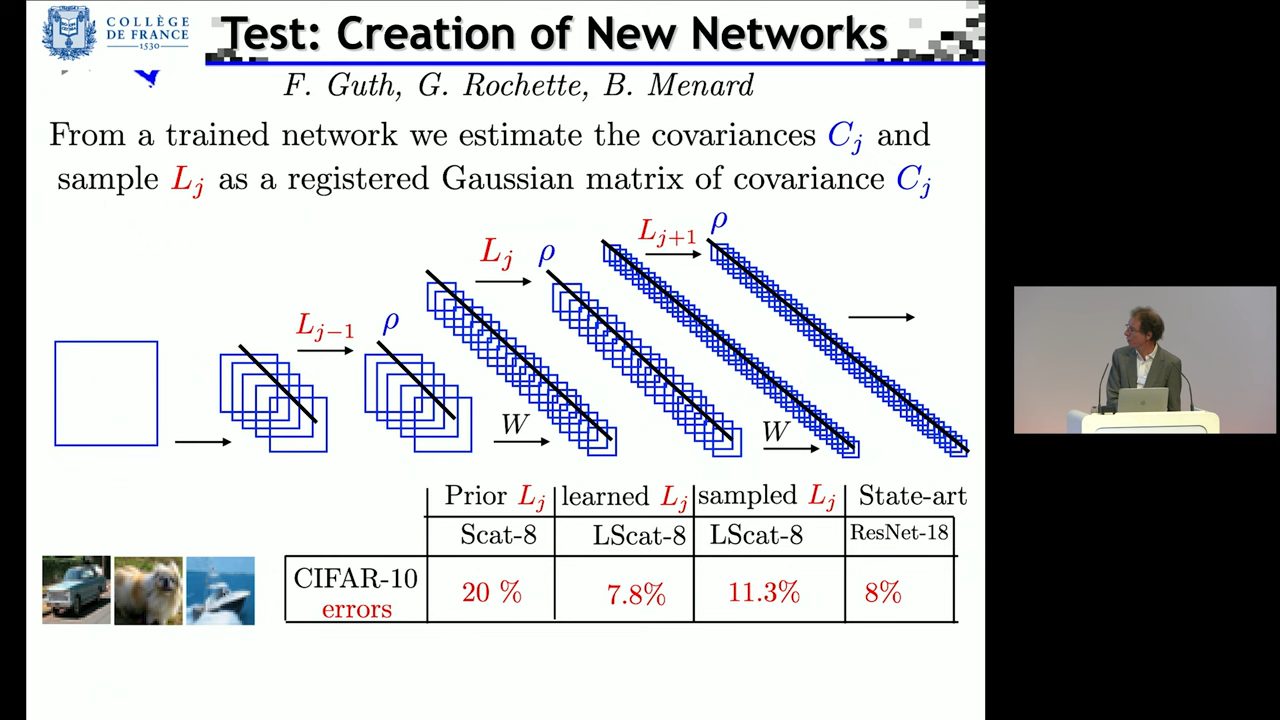 COLLÈGE
DE FRANCE
1530
Test: Creation of New Networks
F. Guth, G. Rochette, B. Menard
From a trained network we estimate the covariances C_j and
sample L_j as a registered Gaussian matrix of covariance C_j
L_{j−1} ρ L_j ρ L_{j+1} ρ
W W
Prior L_j learned L_j sampled L_j State-art
Scat-8 LScat-8 LScat-8 ResNet-18
CIFAR-10
errors
20 % 7.8% 11.3% 8%